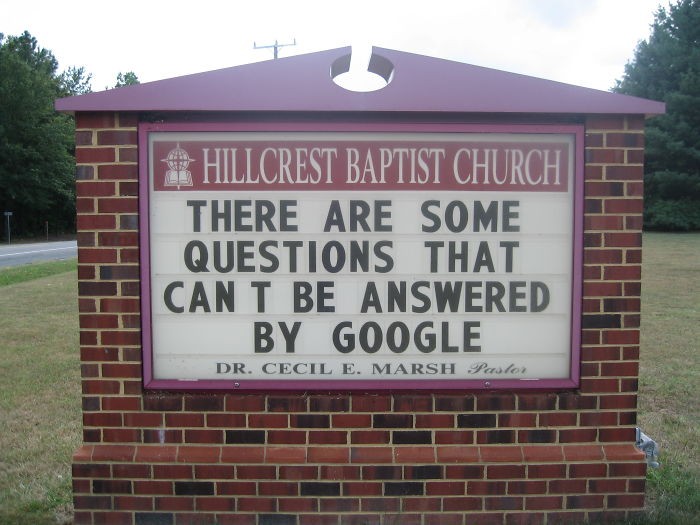 HILLCREST BAPTIST CHURCH
THERE ARE SOME
QUESTIONS THAT
CAN T BE ANSWERED
BY GOOGLE
DR. CECIL E. MARSH Pastor